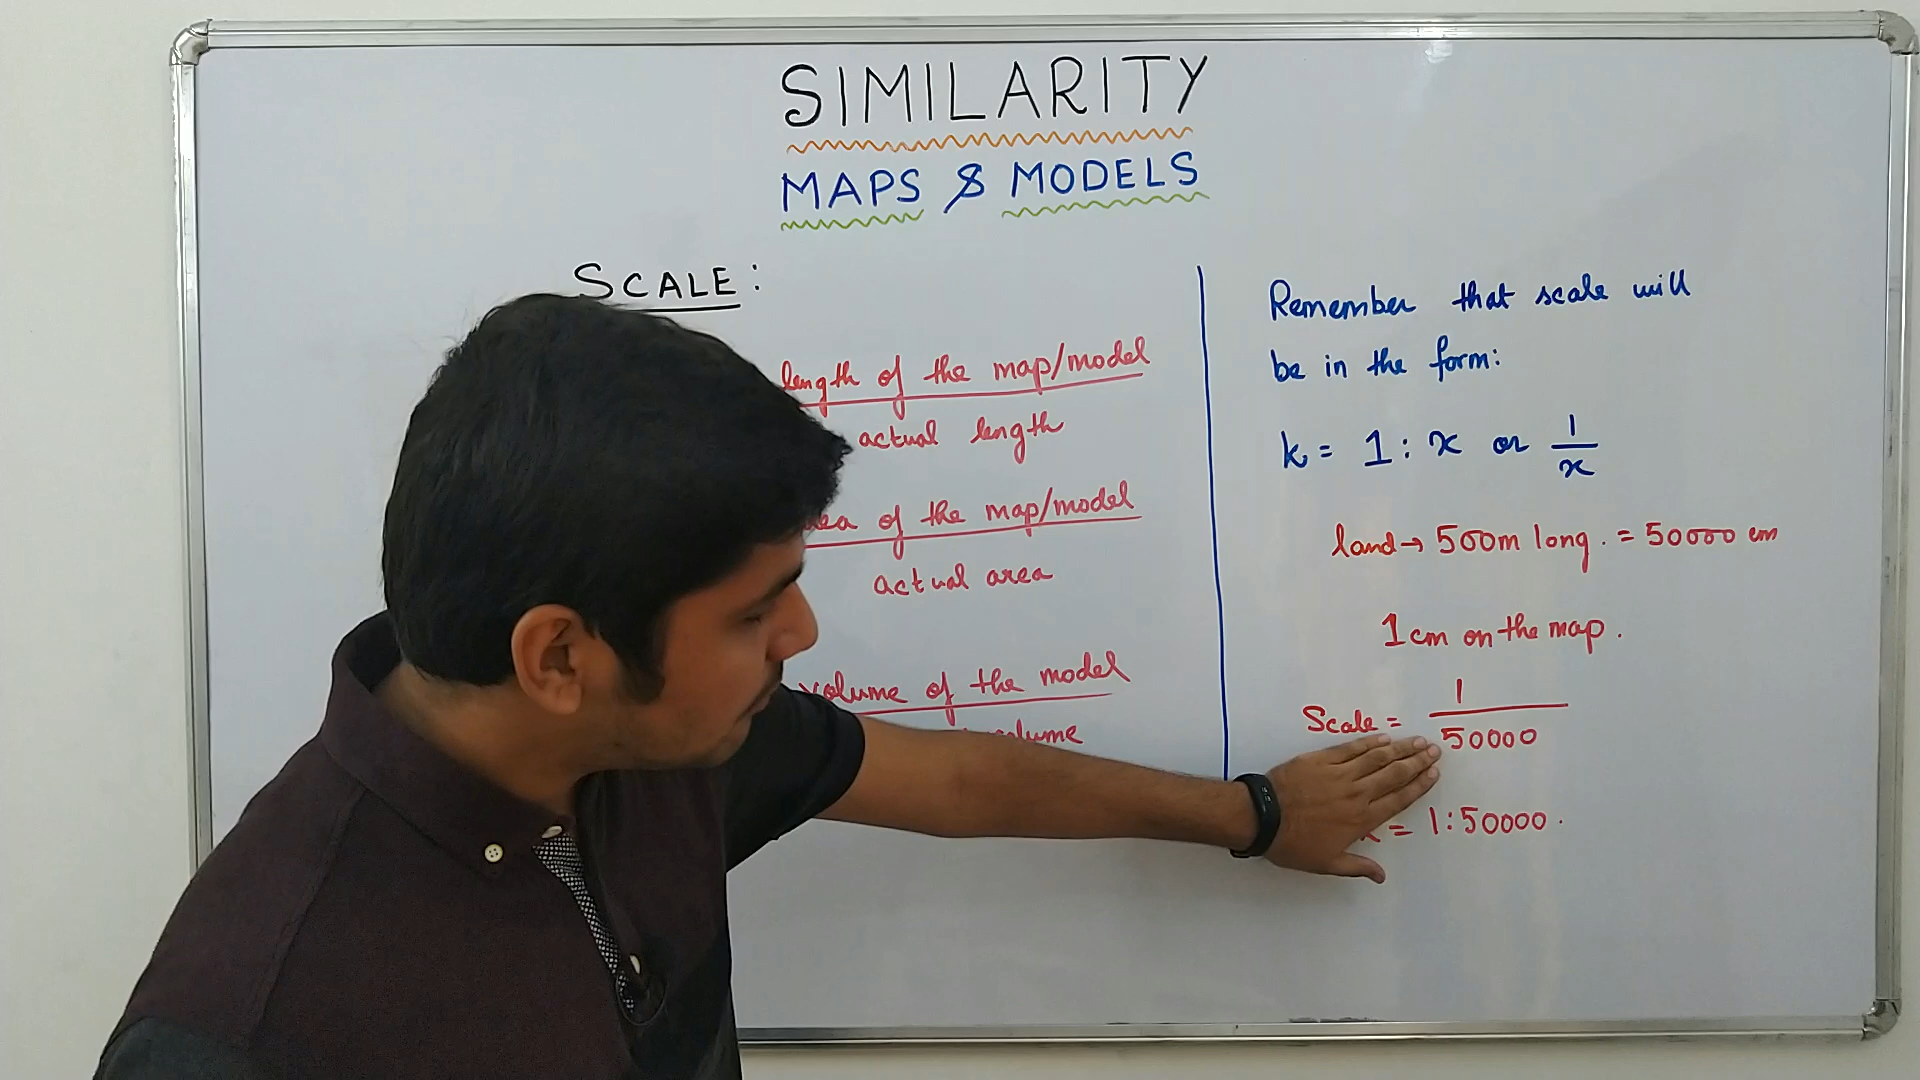 SIMILARITY
MAPS & MODELS
SCALE:
length of the map/model
actual length
of the map/model
actual area
volume of the model
Remember that scale will
be in the form:
k = 1 : x or 1/x
land → 500m long. = 50000 cm
1cm on the map.
Scale = 1/50000
= 1:50000.